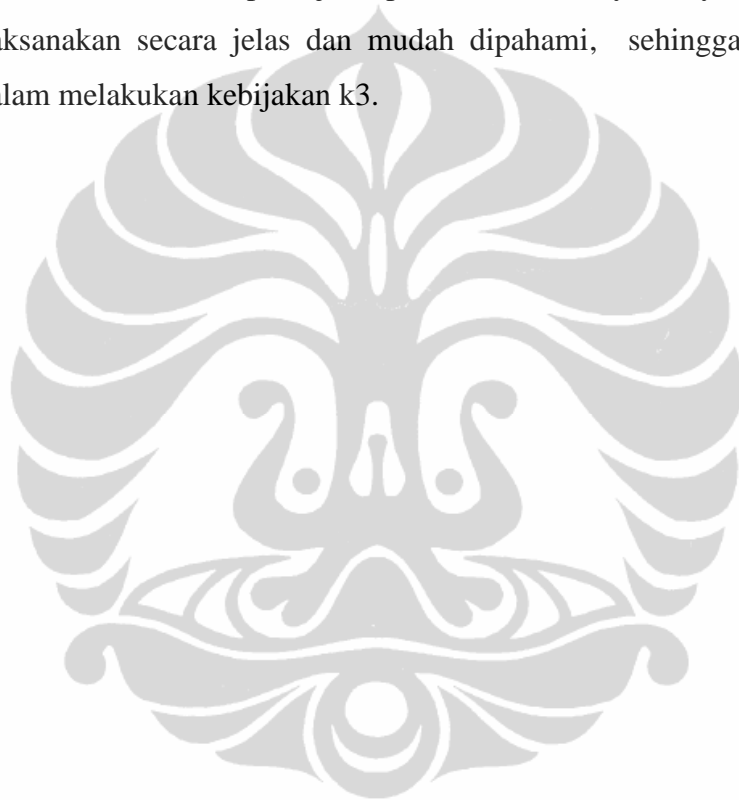 aksanakan secara jelas dan mudah dipahami, sehingga
alam melakukan kebijakan k3.